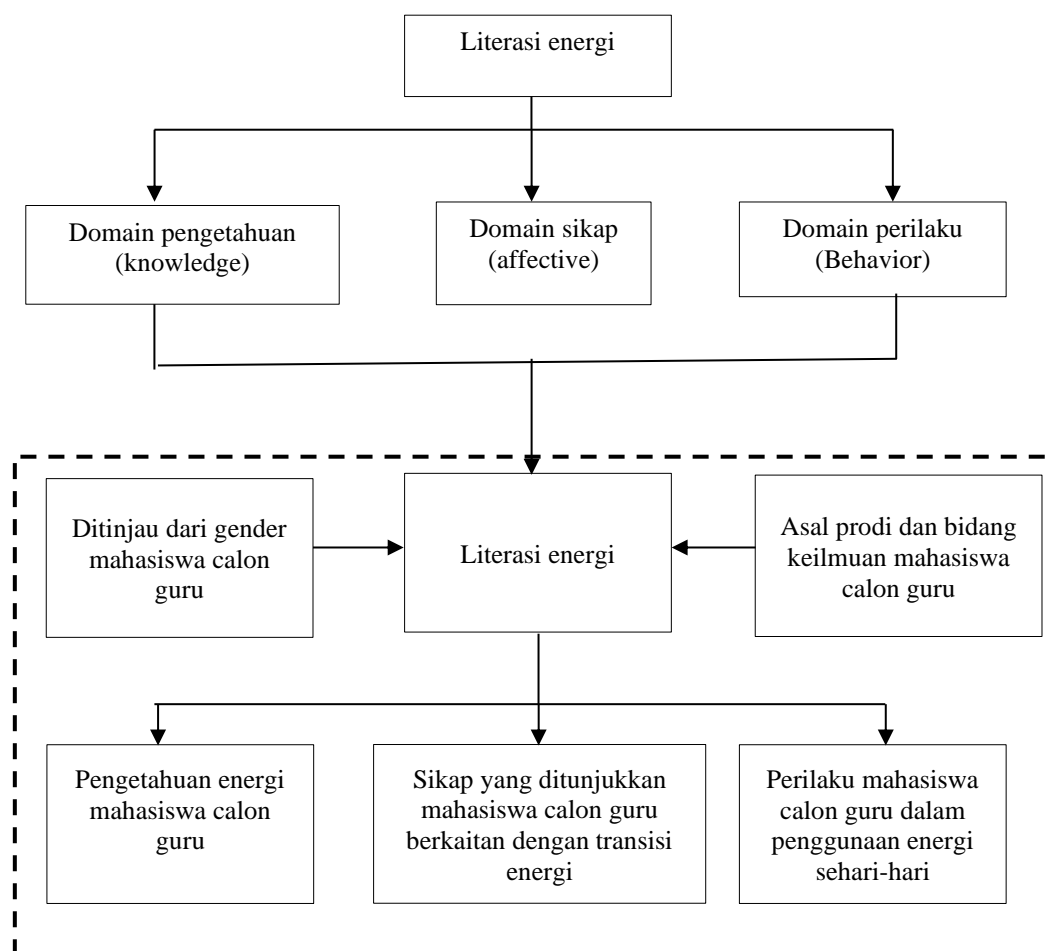 Literasi energi
Domain pengetahuan
(knowledge)
Domain sikap
(affective)
Domain perilaku
(Behavior)
Ditinjau dari gender
mahasiswa calon
guru
Literasi energi
Asal prodi dan bidang
keilmuan mahasiswa
calon guru
Pengetahuan energi
mahasiswa calon
guru
Sikap yang ditunjukkan
mahasiswa calon guru
berkaitan dengan transisi
energi
Perilaku mahasiswa
calon guru dalam
penggunaan energi
sehari-hari